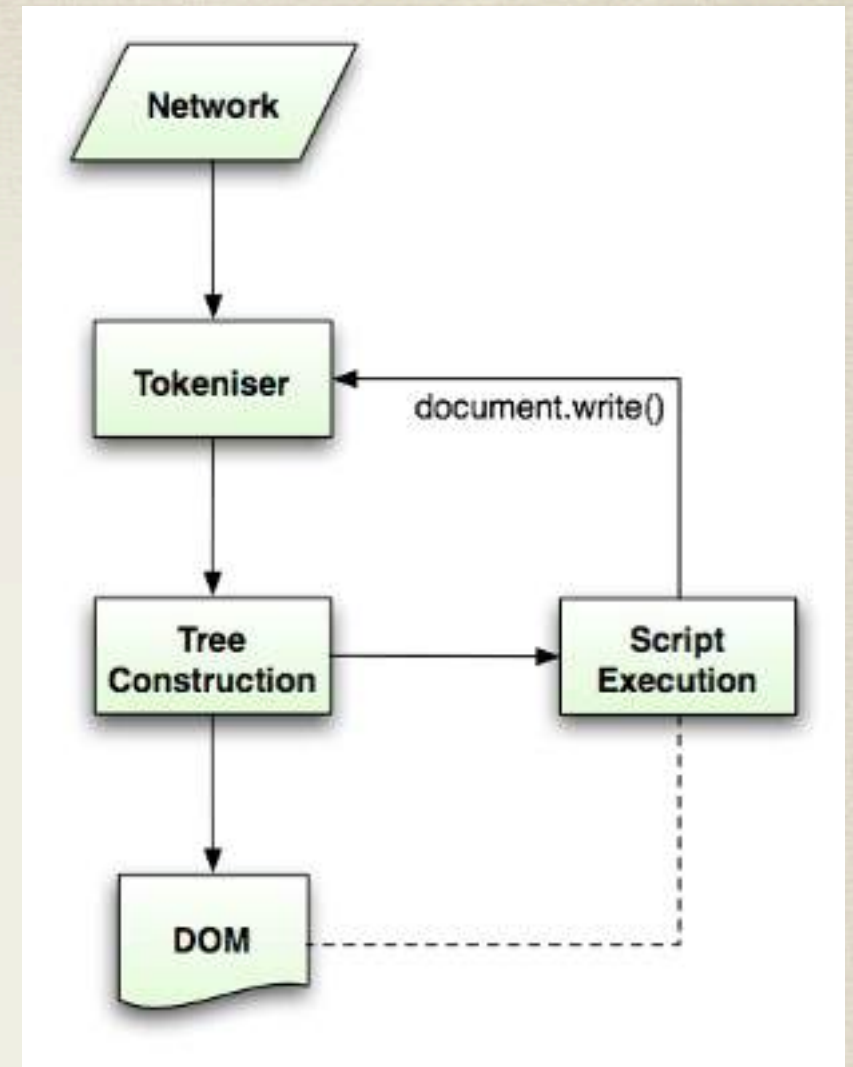 Network
Tokeniser
document.write()
Tree
Construction
Script
Execution
DOM